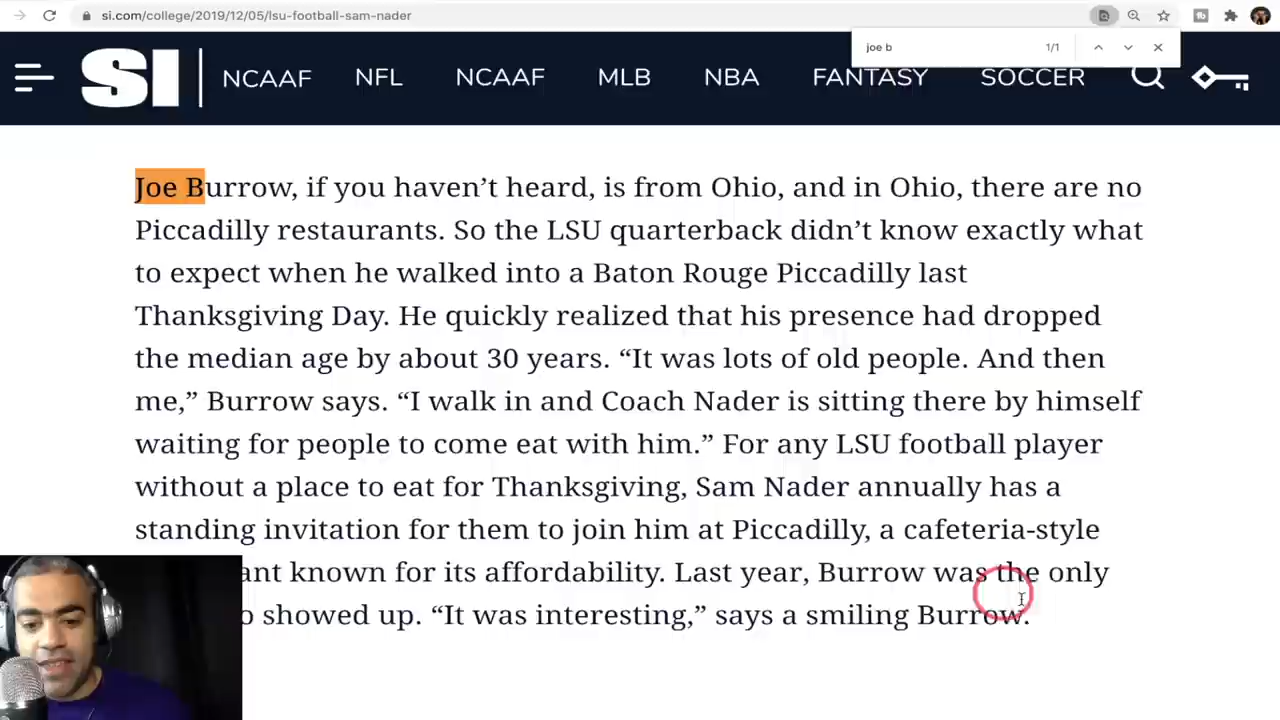 si.com/college/2019/12/05/lsu-football-sam-nader
joe b 1/1
SI NCAAF NFL NCAAF MLB NBA FANTASY SOCCER
Joe Burrow, if you haven’t heard, is from Ohio, and in Ohio, there are no
Piccadilly restaurants. So the LSU quarterback didn’t know exactly what
to expect when he walked into a Baton Rouge Piccadilly last
Thanksgiving Day. He quickly realized that his presence had dropped
the median age by about 30 years. “It was lots of old people. And then
me,” Burrow says. “I walk in and Coach Nader is sitting there by himself
waiting for people to come eat with him.” For any LSU football player
without a place to eat for Thanksgiving, Sam Nader annually has a
standing invitation for them to join him at Piccadilly, a cafeteria-style
ant known for its affordability. Last year, Burrow was the only
o showed up. “It was interesting,” says a smiling Burrow.